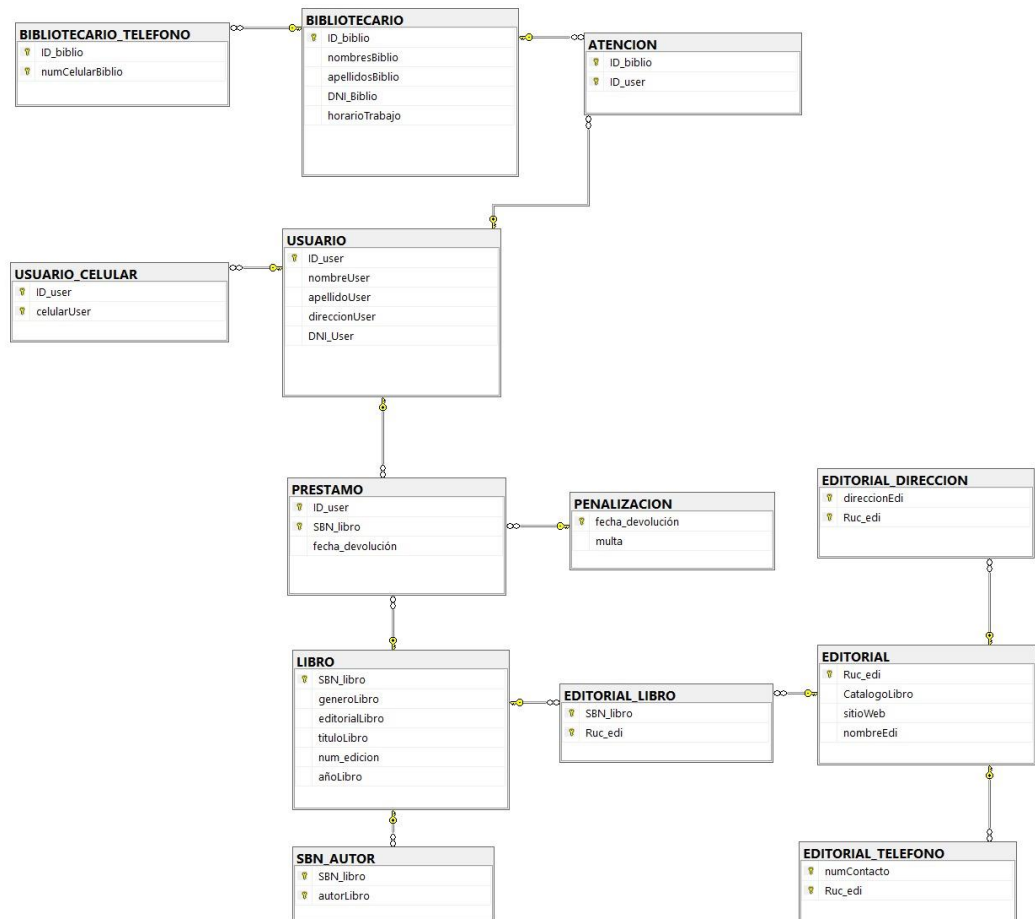 BIBLIOTECARIO_TELEFONO
ID_biblio
numCelularBiblio
BIBLIOTECARIO
ID_biblio
nombresBiblio
apellidosBiblio
DNI_Biblio
horarioTrabajo
ATENCION
ID_biblio
ID_user
USUARIO_CELULAR
ID_user
celularUser
USUARIO
ID_user
nombreUser
apellidoUser
direccionUser
DNI_User
PRESTAMO
ID_user
SBN_libro
fecha_devolución
PENALIZACION
fecha_devolución
multa
EDITORIAL_DIRECCION
direccionEdi
Ruc_edi
LIBRO
SBN_libro
generoLibro
editorialLibro
tituloLibro
num_edicion
añoLibro
EDITORIAL_LIBRO
SBN_libro
Ruc_edi
EDITORIAL
Ruc_edi
CatalogoLibro
sitioWeb
nombreEdi
SBN_AUTOR
SBN_libro
autorLibro
EDITORIAL_TELEFONO
numContacto
Ruc_edi